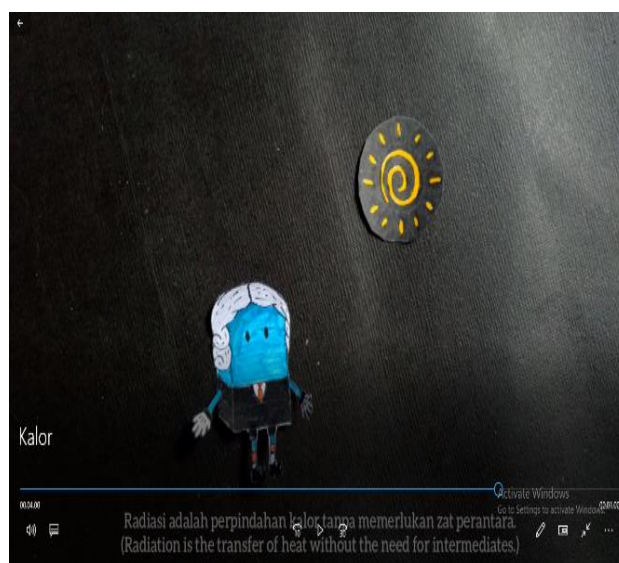 Kalor
Activate Windows
Go to Settings to activate Windows.
00.04.00
Radiasi adalah perpindahan kalor tanpa memerlukan zat perantara.
(Radiation is the transfer of heat without the need for intermediates.)